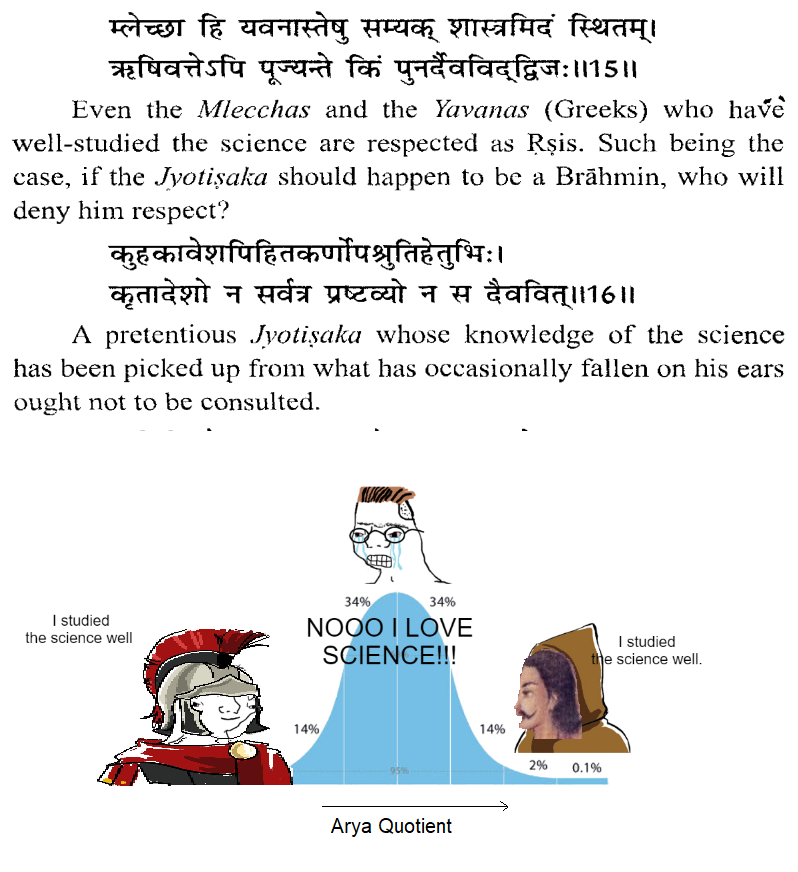 म्लेच्छा हि यवनास्तेषु सम्यक् शास्त्रमिदं स्थितम्।
ऋषिवत्तेऽपि पूज्यन्ते किं पुनर्दैवविद्द्विजः॥15॥
Even the Mlecchas and the Yavanas (Greeks) who have
well-studied the science are respected as Ṛṣis. Such being the
case, if the Jyotiṣaka should happen to be a Brāhmin, who will
deny him respect?
कुहकावेशपिहितकर्णोपश्रुतिहेतुभिः।
कृतादेशो न सर्वत्र प्रष्टव्यो न स दैववित्॥16॥
A pretentious Jyotiṣaka whose knowledge of the science
has been picked up from what has occasionally fallen on his ears
ought not to be consulted.
34% 34%
NOOO I LOVE
SCIENCE!!!
I studied
the science well
I studied
the science well.
14% 14%
95%
2% 0.1%
Arya Quotient